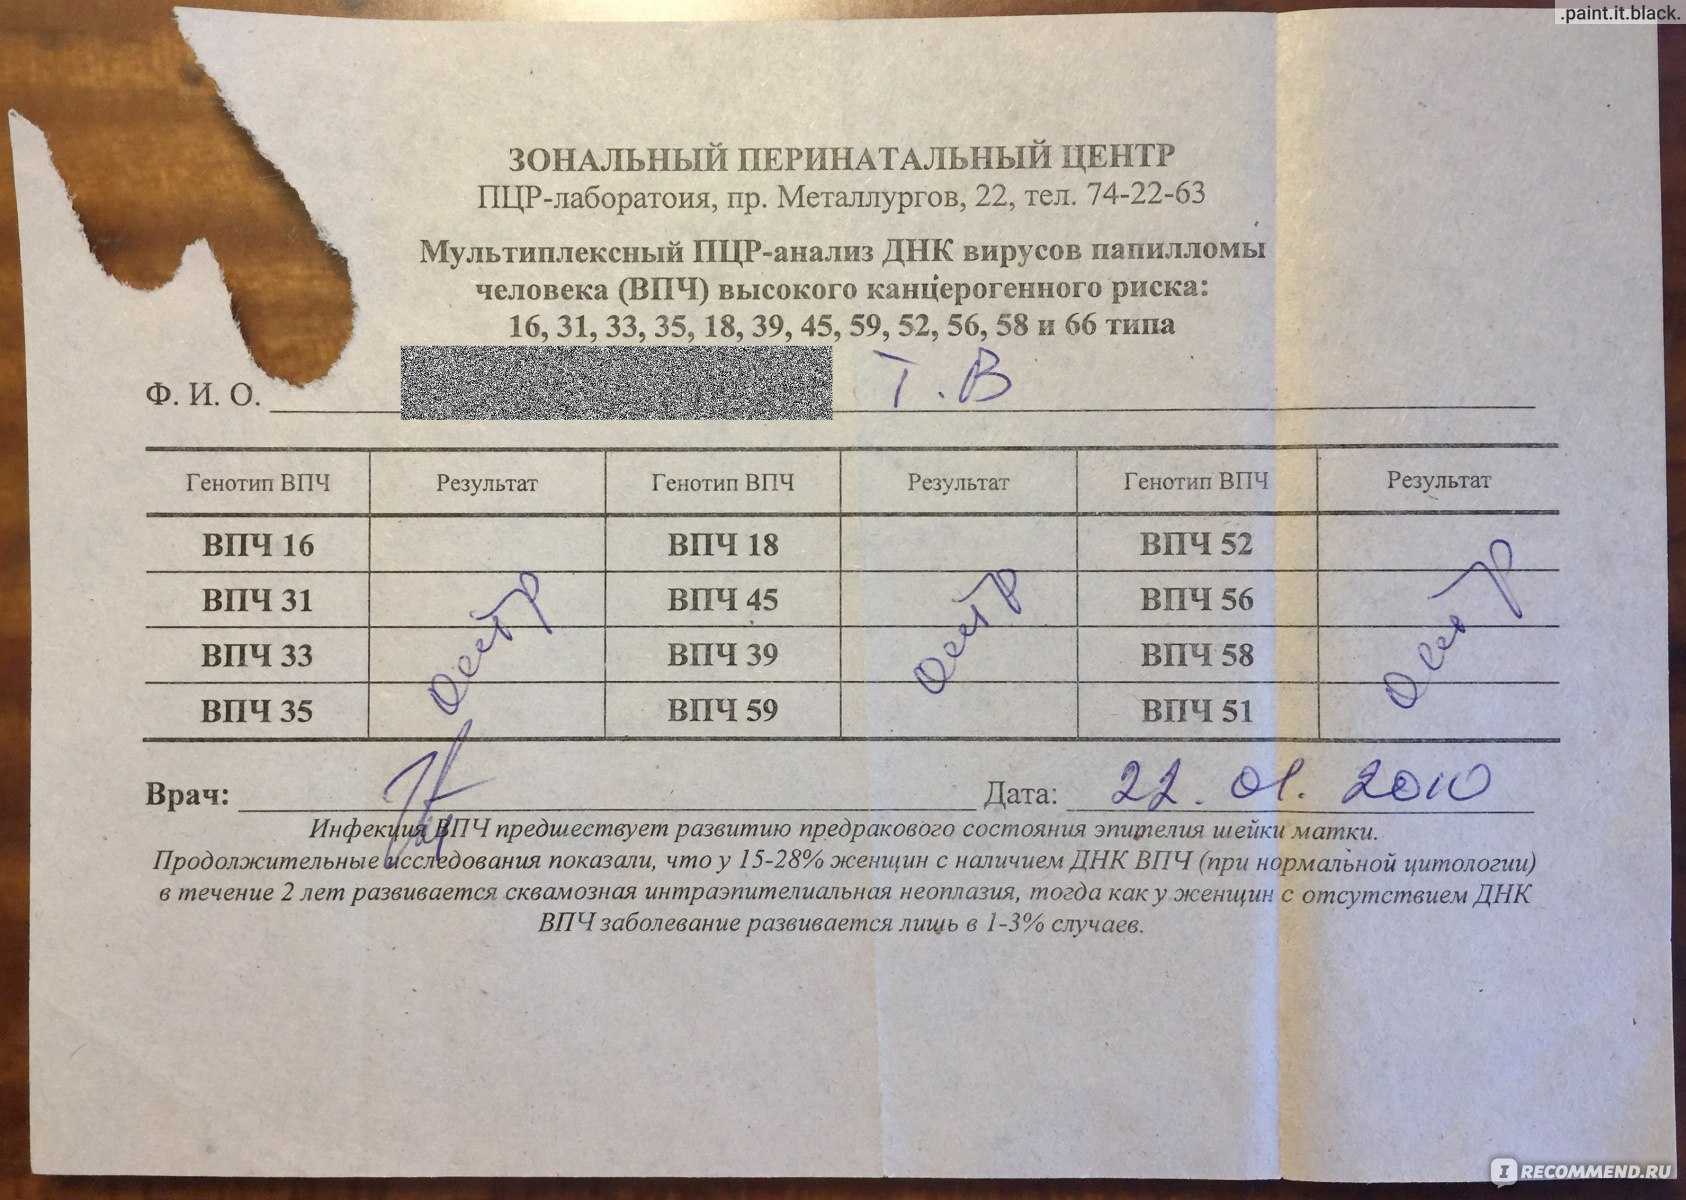 .paint.it.black.
ЗОНАЛЬНЫЙ ПЕРИНАТАЛЬНЫЙ ЦЕНТР
ПЦР-лаборатоия, пр. Металлургов, 22, тел. 74-22-63
Мультиплексный ПЦР-анализ ДНК вирусов папилломы
человека (ВПЧ) высокого канцерогенного риска:
16, 31, 33, 35, 18, 39, 45, 59, 52, 56, 58 и 66 типа
Ф. И. О. Т. В
Генотип ВПЧ Результат Генотип ВПЧ Результат Генотип ВПЧ Результат
ВПЧ 16 ВПЧ 18 ВПЧ 52
ВПЧ 31 ВПЧ 45 ВПЧ 56
ВПЧ 33 ВПЧ 39 ВПЧ 58
ВПЧ 35 ВПЧ 59 ВПЧ 51
Врач: Дата: 22. 01. 2010
Инфекция ВПЧ предшествует развитию предракового состояния эпителия шейки матки.
Продолжительные исследования показали, что у 15-28% женщин с наличием ДНК ВПЧ (при нормальной цитологии)
в течение 2 лет развивается сквамозная интраэпителиальная неоплазия, тогда как у женщин с отсутствием ДНК
ВПЧ заболевание развивается лишь в 1-3% случаев.
RECOMMEND.RU